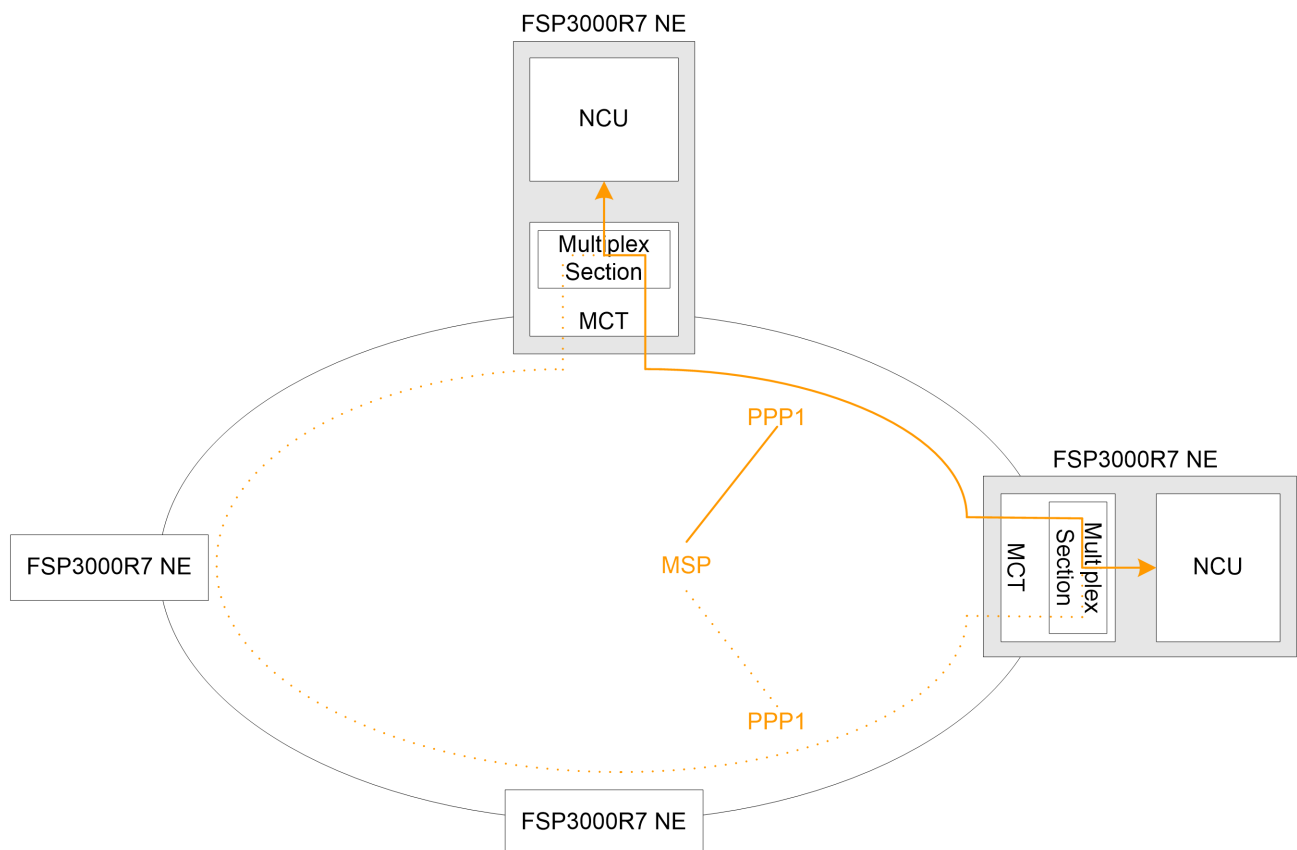 FSP3000R7 NE
NCU
Multiplex
Section
MCT
PPP1
FSP3000R7 NE
MCT
Multiplex
Section
NCU
MSP
FSP3000R7 NE
PPP1
FSP3000R7 NE